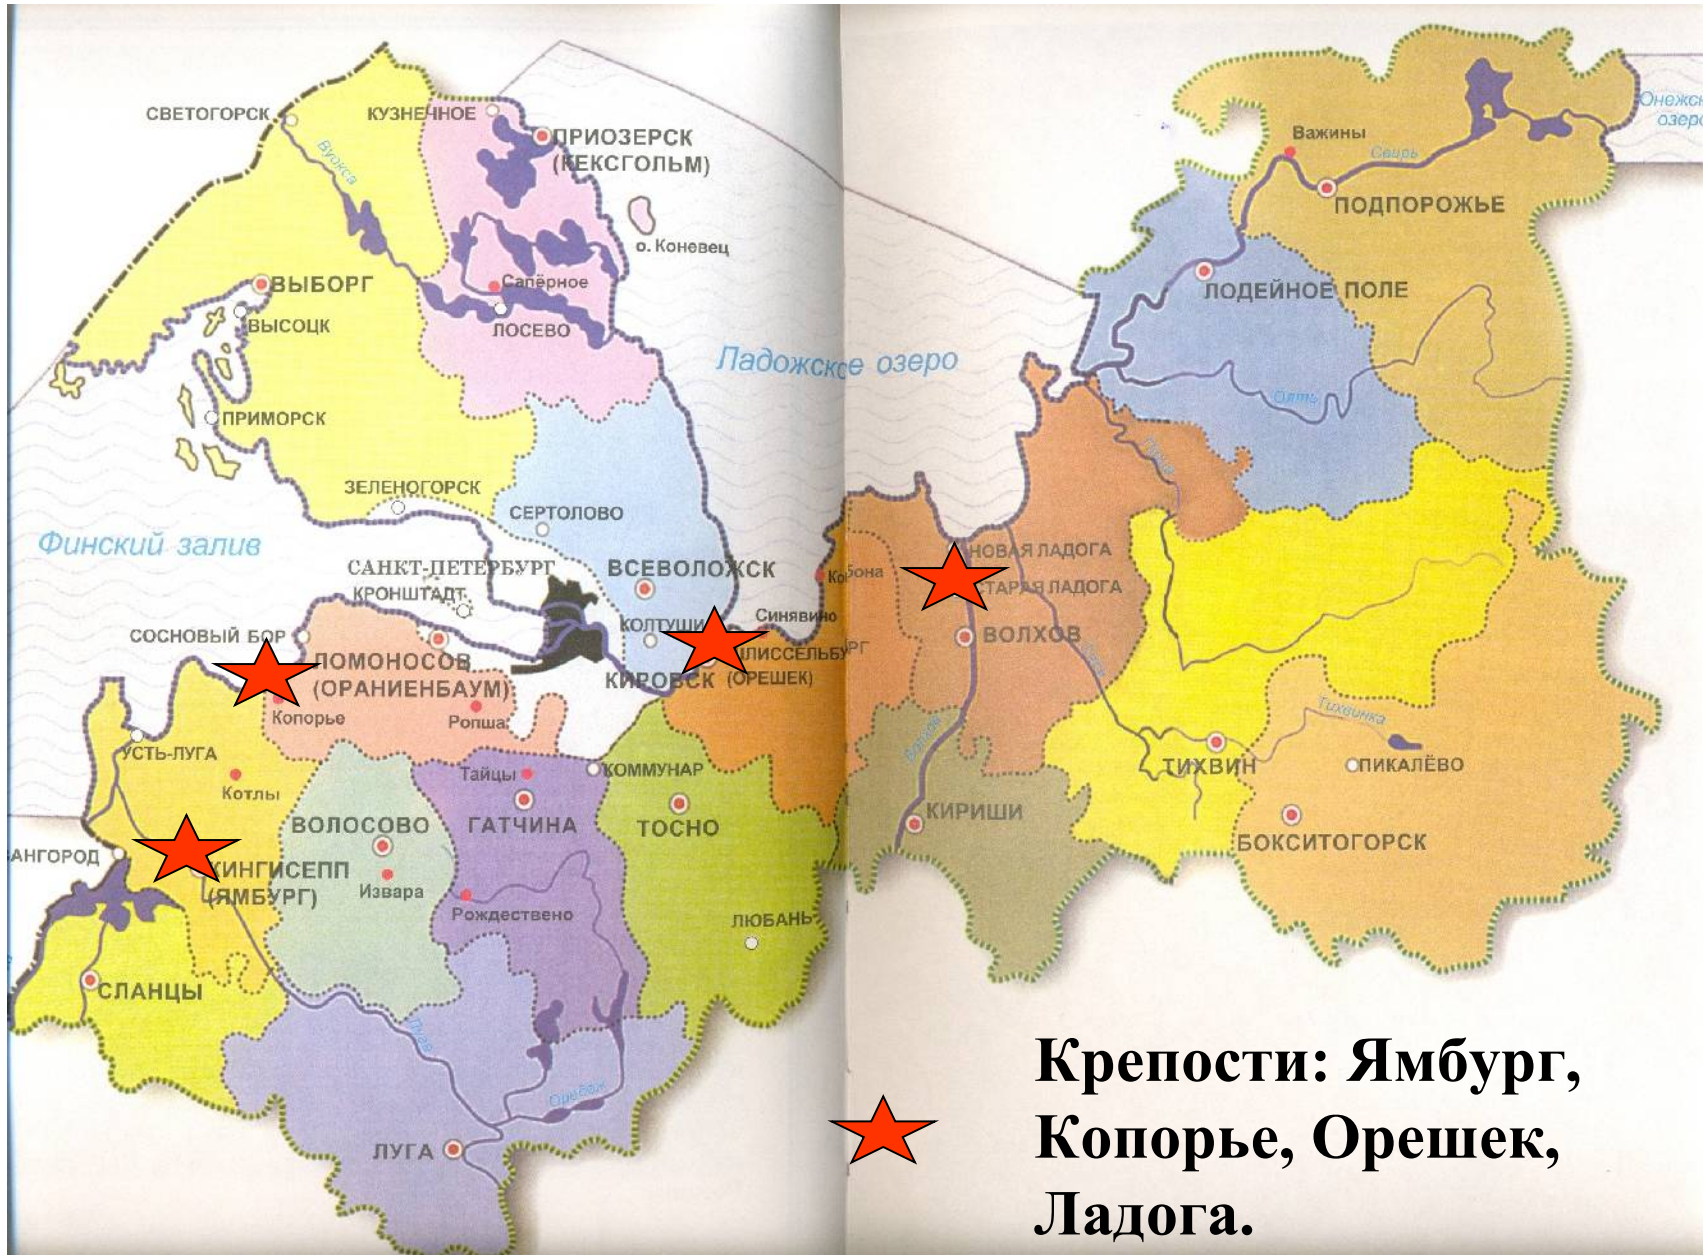 СВЕТОГОРСК
КУЗНЕЧНОЕ
ПРИОЗЕРСК
(КЕКСГОЛЬМ)
Вуокса
о. Коневец
ВЫБОРГ
ВЫСОЦК
Сапёрное
ЛОСЕВО
ПРИМОРСК
Ладожское озеро
ЗЕЛЕНОГОРСК
СЕРТОЛОВО
Финский залив
САНКТ-ПЕТЕРБУРГ
КРОНШТАДТ
ВСЕВОЛОЖСК
КОЛТУШИ
Синявино
СОСНОВЫЙ БОР
ЛОМОНОСОВ
(ОРАНИЕНБАУМ)
КИРОВСК
(ОРЕШЕК)
Копорье
Ропша
УСТЬ-ЛУГА
Котлы
Тайцы
КОММУНАР
ВОЛОСОВО
ГАТЧИНА
ТОСНО
АНГОРОД
КИНГИСЕПП
(ЯМБУРГ)
Извара
Рождествено
ЛЮБАНЬ
СЛАНЦЫ
Луга
Оредеж
ЛУГА
Онежск
озеро
Важины
Свирь
ПОДПОРОЖЬЕ
ЛОДЕЙНОЕ ПОЛЕ
Оять
НОВАЯ ЛАДОГА
СТАРАЯ ЛАДОГА
ВОЛХОВ
Тихвинка
ТИХВИН
ПИКАЛЁВО
КИРИШИ
БОКСИТОГОРСК
Крепости: Ямбург,
Копорье, Орешек,
Ладога.